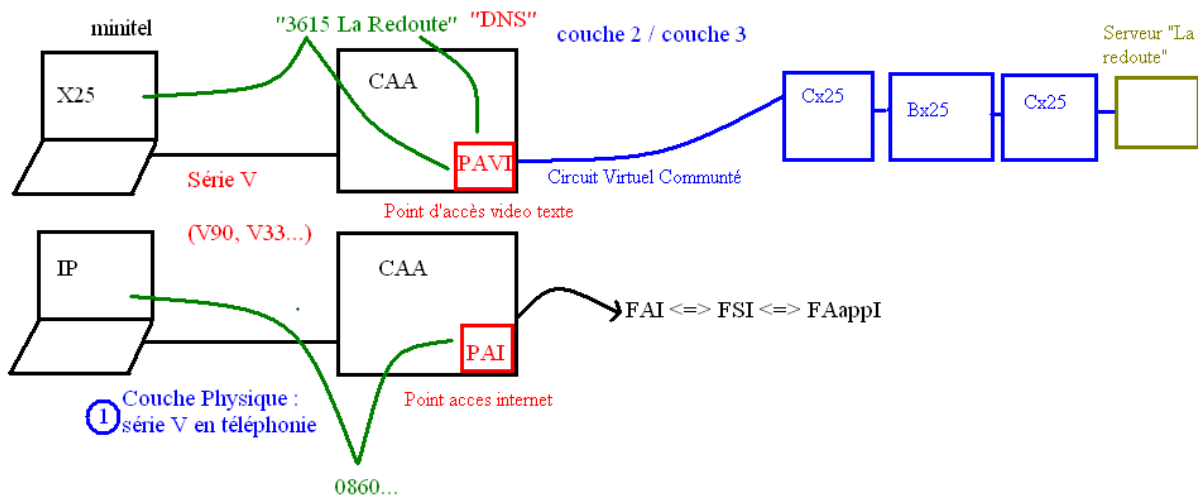 minitel
"3615 La Redoute"
"DNS"
couche 2 / couche 3
Serveur "La
redoute"
X25
CAA
Cx25
Bx25
Cx25
PAVI
Série V
Circuit Virtuel Communté
Point d'accès video texte
(V90, V33...)
IP
CAA
FAI <=> FSI <=> FAappI
PAI
1
Couche Physique :
série V en téléphonie
Point acces internet
0860...